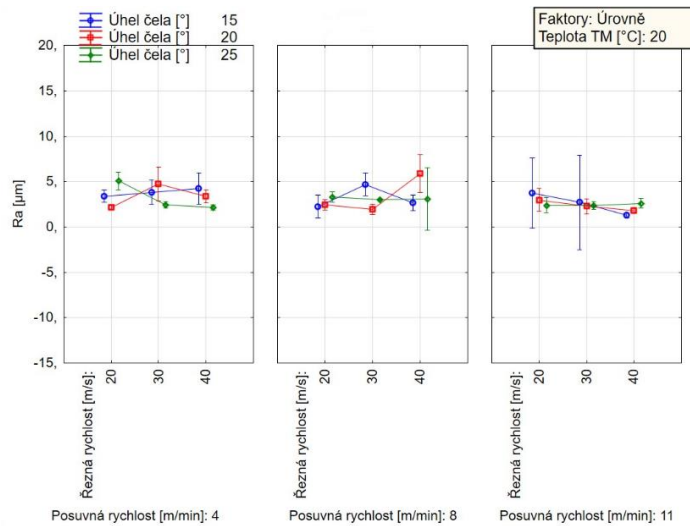 Úhel čela [°] 15
Úhel čela [°] 20
Úhel čela [°] 25
Faktory: Úrovně
Teplota TM [°C]: 20
Ra [µm]
20,
15,
10,
5,
0,
-5,
-10,
-15,
Řezná rychlost [m/s]:
20
30
40
Řezná rychlost [m/s]:
20
30
40
Řezná rychlost [m/s]:
20
30
40
Posuvná rychlost [m/min]: 4
Posuvná rychlost [m/min]: 8
Posuvná rychlost [m/min]: 11